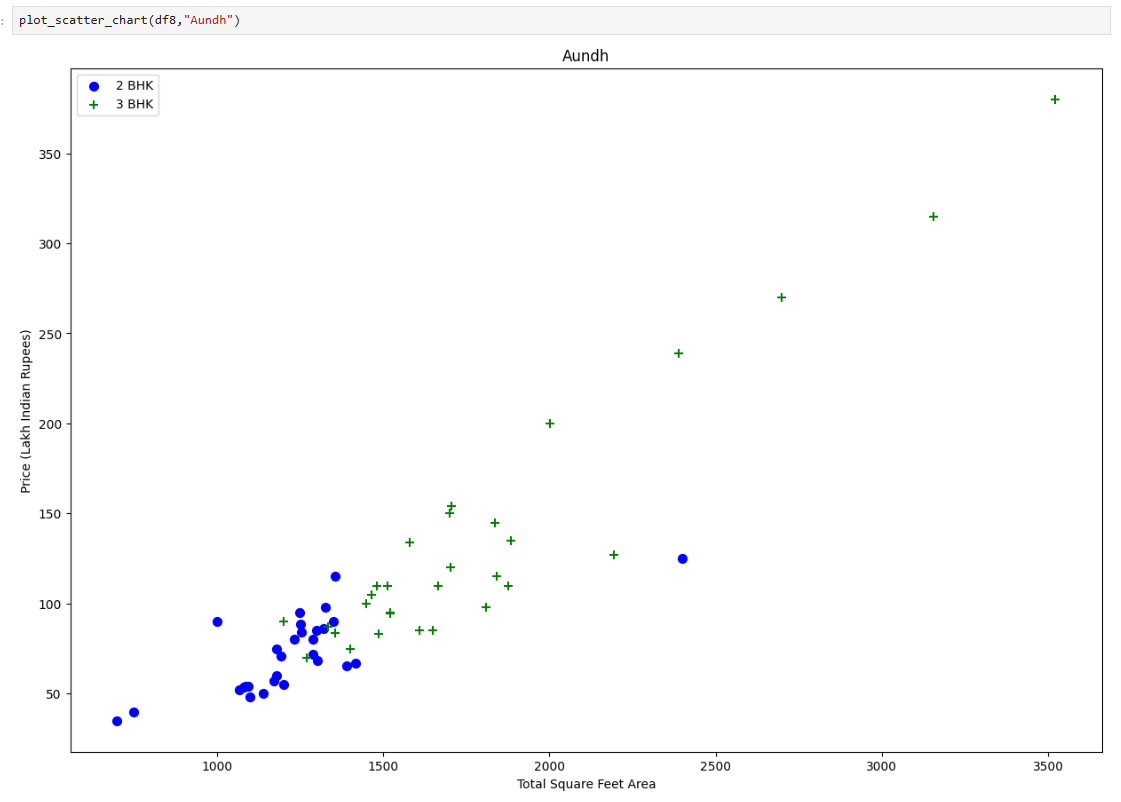 plot_scatter_chart(df8,"Aundh")
Aundh
2 BHK
3 BHK
350
300
250
200
150
100
50
Price (Lakh Indian Rupees)
1000 1500 2000 2500 3000 3500
Total Square Feet Area